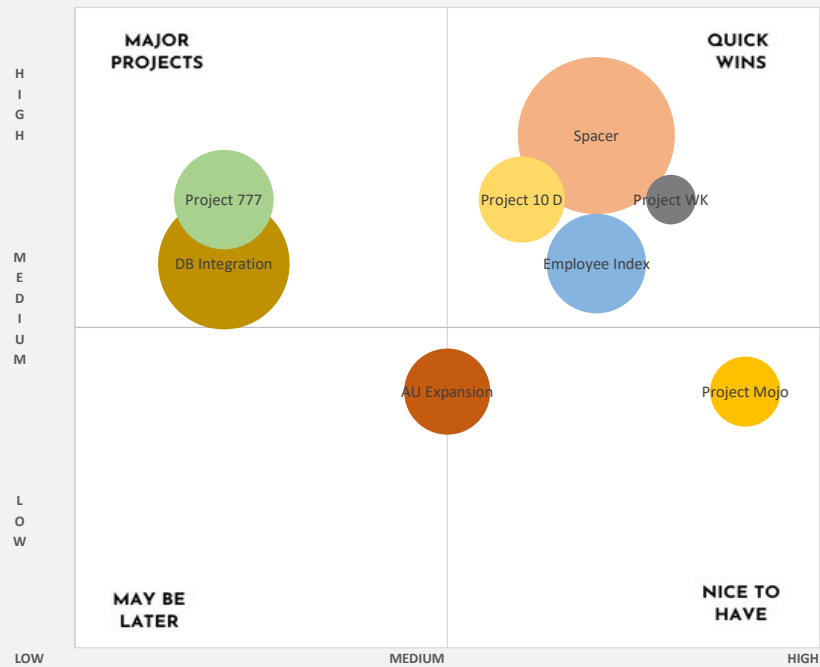 MAJOR
PROJECTS
QUICK
WINS
H
I
G
H
Spacer
Project 777
Project 10 D
Project WK
M
E
D
I
U
M
DB Integration
Employee Index
AU Expansion
Project Mojo
L
O
W
MAY BE
LATER
NICE TO
HAVE
LOW
MEDIUM
HIGH